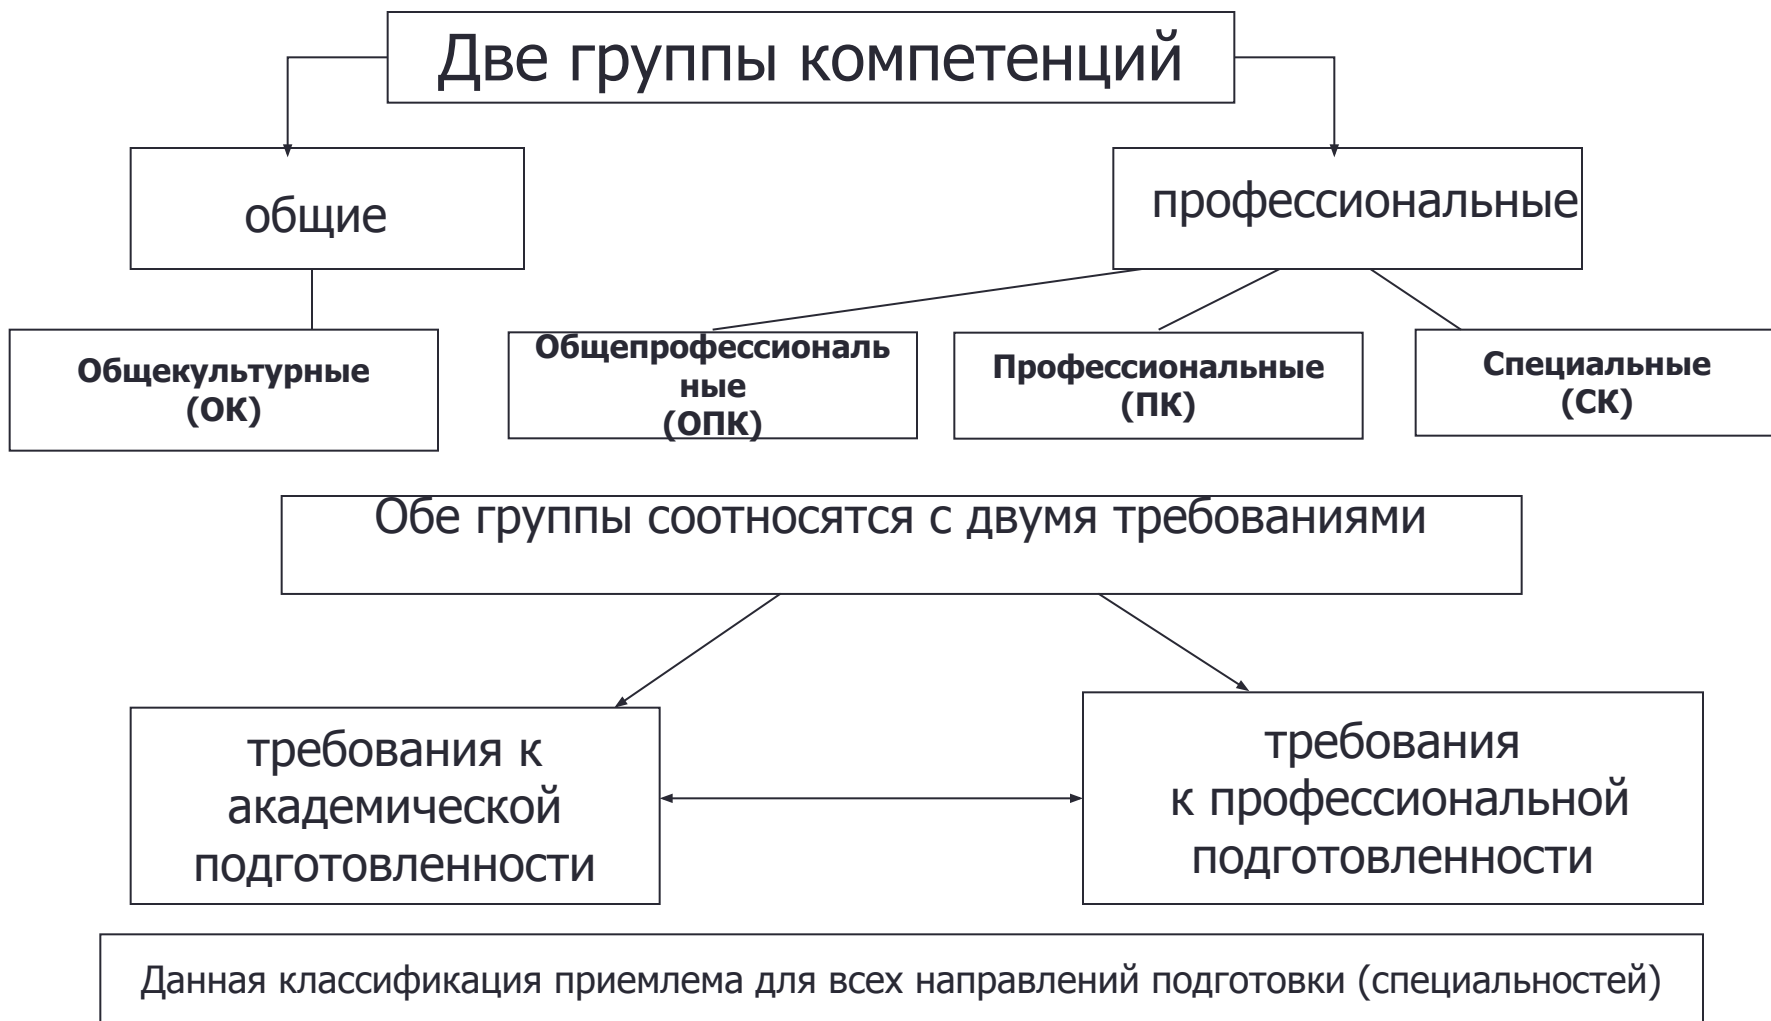 Две группы компетенций
общие
профессиональные
Общекультурные
(ОК)
Общепрофессиональ
ные
(ОПК)
Профессиональные
(ПК)
Специальные
(СК)
Обе группы соотносятся с двумя требованиями
требования к
академической
подготовленности
требования
к профессиональной
подготовленности
Данная классификация приемлема для всех направлений подготовки (специальностей)